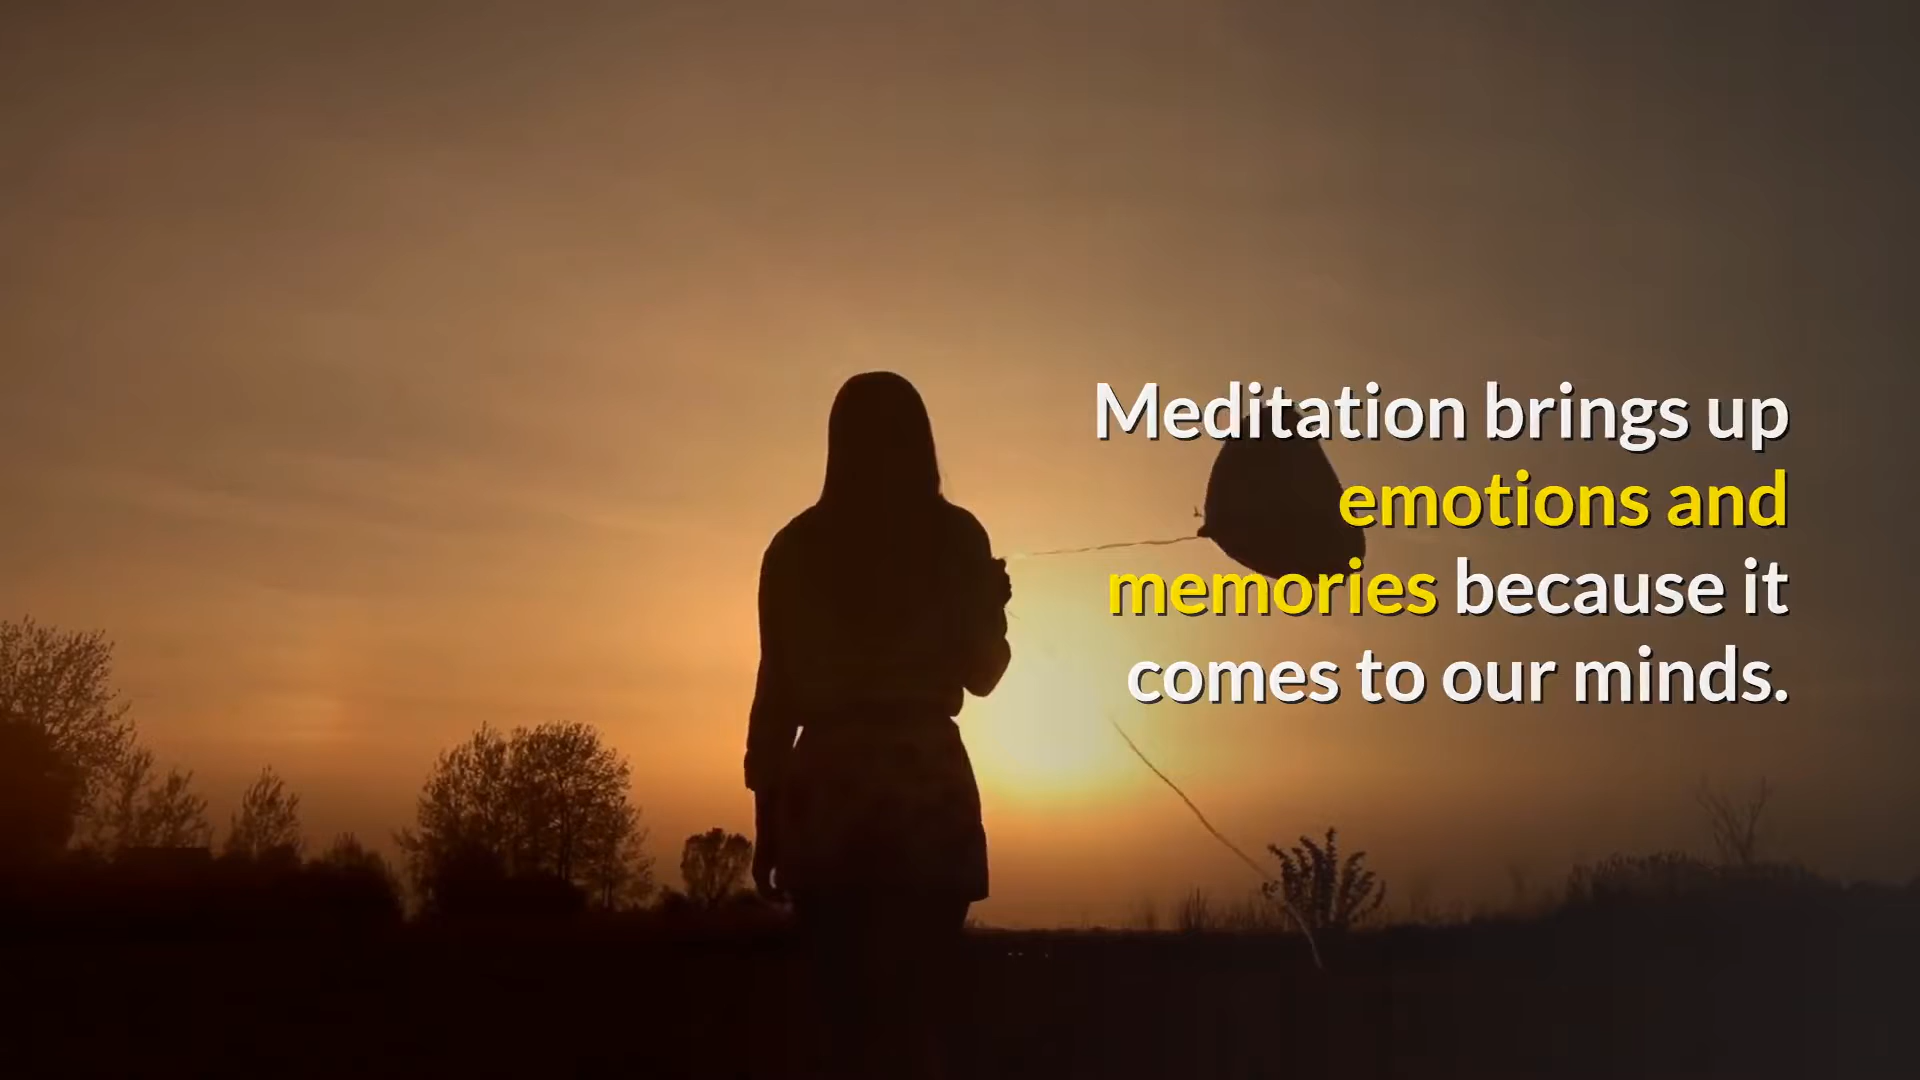 Meditation brings up
emotions and
memories because it
comes to our minds.